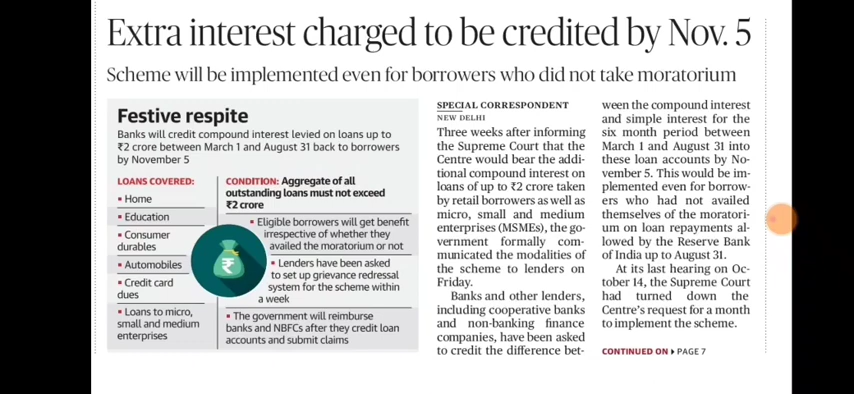 Extra interest charged to be credited by Nov. 5
Scheme will be implemented even for borrowers who did not take moratorium
Festive respite
Banks will credit compound interest levied on loans up to
₹2 crore between March 1 and August 31 back to borrowers
by November 5
LOANS COVERED:
▪ Home
▪ Education
▪ Consumer
durables
▪ Automobiles
▪ Credit card
dues
▪ Loans to micro,
small and medium
enterprises
CONDITION: Aggregate of all
outstanding loans must not exceed
₹2 crore
▪ Eligible borrowers will get benefit
irrespective of whether they
availed the moratorium or not
▪ Lenders have been asked
to set up grievance redressal
system for the scheme within
a week
▪ The government will reimburse
banks and NBFCs after they credit loan
accounts and submit claims
₹
SPECIAL CORRESPONDENT
NEW DELHI
Three weeks after informing
the Supreme Court that the
Centre would bear the addi-
tional compound interest on
loans of up to ₹2 crore taken
by retail borrowers as well as
micro, small and medium
enterprises (MSMEs), the go-
vernment formally com-
municated the modalities of
the scheme to lenders on
Friday.
Banks and other lenders,
including cooperative banks
and non-banking finance
companies, have been asked
to credit the difference bet-
ween the compound interest
and simple interest for the
six month period between
March 1 and August 31 into
these loan accounts by No-
vember 5. This would be im-
plemented even for borrow-
ers who had not availed
themselves of the moratori-
um on loan repayments al-
lowed by the Reserve Bank
of India up to August 31.
At its last hearing on Oc-
tober 14, the Supreme Court
had turned down the
Centre's request for a month
to implement the scheme.
CONTINUED ON ▸ PAGE 7